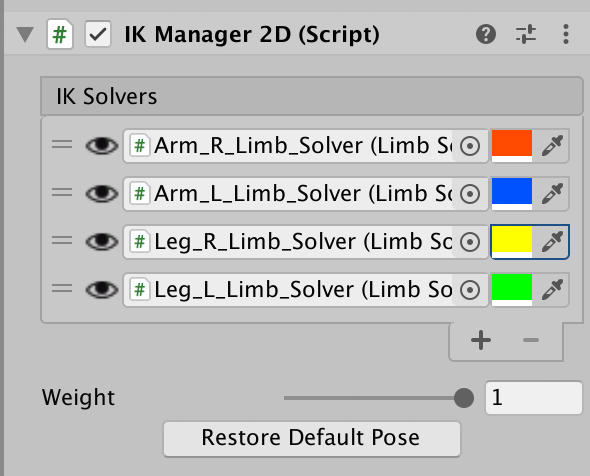 # IK Manager 2D (Script) ?
IK Solvers
# Arm_R_Limb_Solver (Limb So
# Arm_L_Limb_Solver (Limb So
# Leg_R_Limb_Solver (Limb So
# Leg_L_Limb_Solver (Limb So
+ −
Weight 1
Restore Default Pose